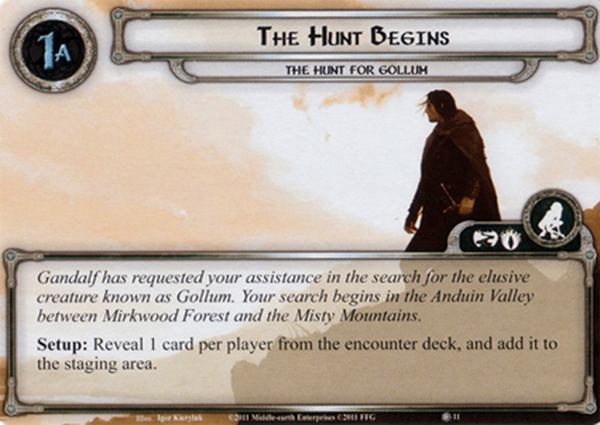 1A
The Hunt Begins
The Hunt for Gollum
Gandalf has requested your assistance in the search for the elusive
creature known as Gollum. Your search begins in the Anduin Valley
between Mirkwood Forest and the Misty Mountains.
Setup: Reveal 1 card per player from the encounter deck, and add it to
the staging area.
Illus. Igor Kieryluk ©2011 Middle-earth Enterprises ©2011 FFG 11